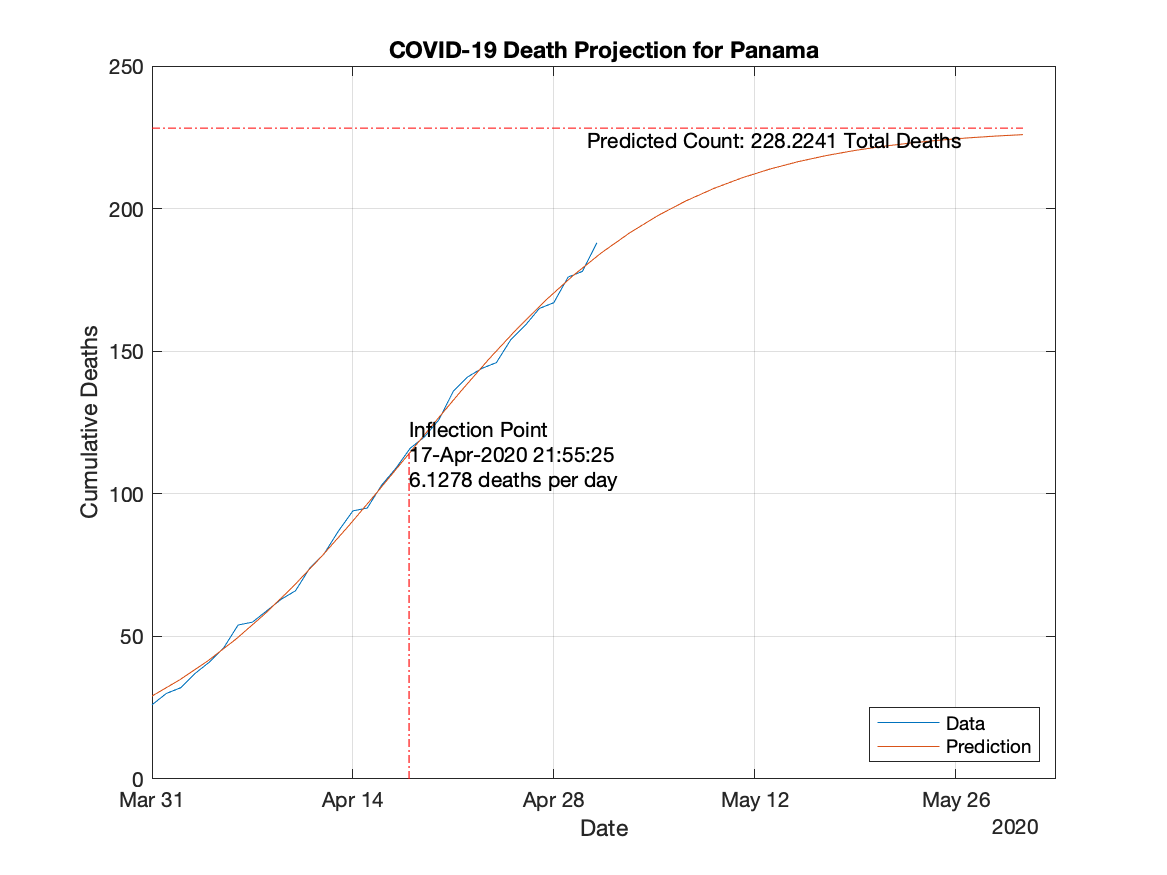 COVID-19 Death Projection for Panama
250
200
150
100
50
0
Cumulative Deaths
Predicted Count: 228.2241 Total Deaths
Inflection Point
17-Apr-2020 21:55:25
6.1278 deaths per day
Data
Prediction
Mar 31
Apr 14
Apr 28
May 12
May 26
Date
2020